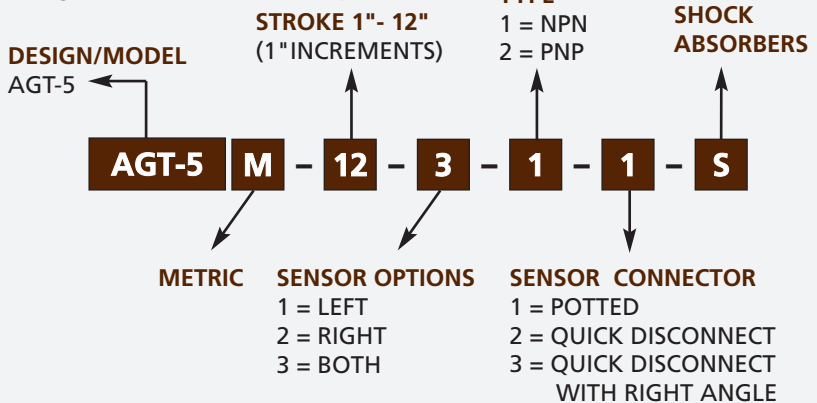 STROKE 1"- 12"
(1"INCREMENTS)
1 = NPN
2 = PNP
SHOCK
ABSORBERS
DESIGN/MODEL
AGT-5
AGT-5 M - 12 - 3 - 1 - 1 - S
METRIC
SENSOR OPTIONS
1 = LEFT
2 = RIGHT
3 = BOTH
SENSOR CONNECTOR
1 = POTTED
2 = QUICK DISCONNECT
3 = QUICK DISCONNECT
WITH RIGHT ANGLE